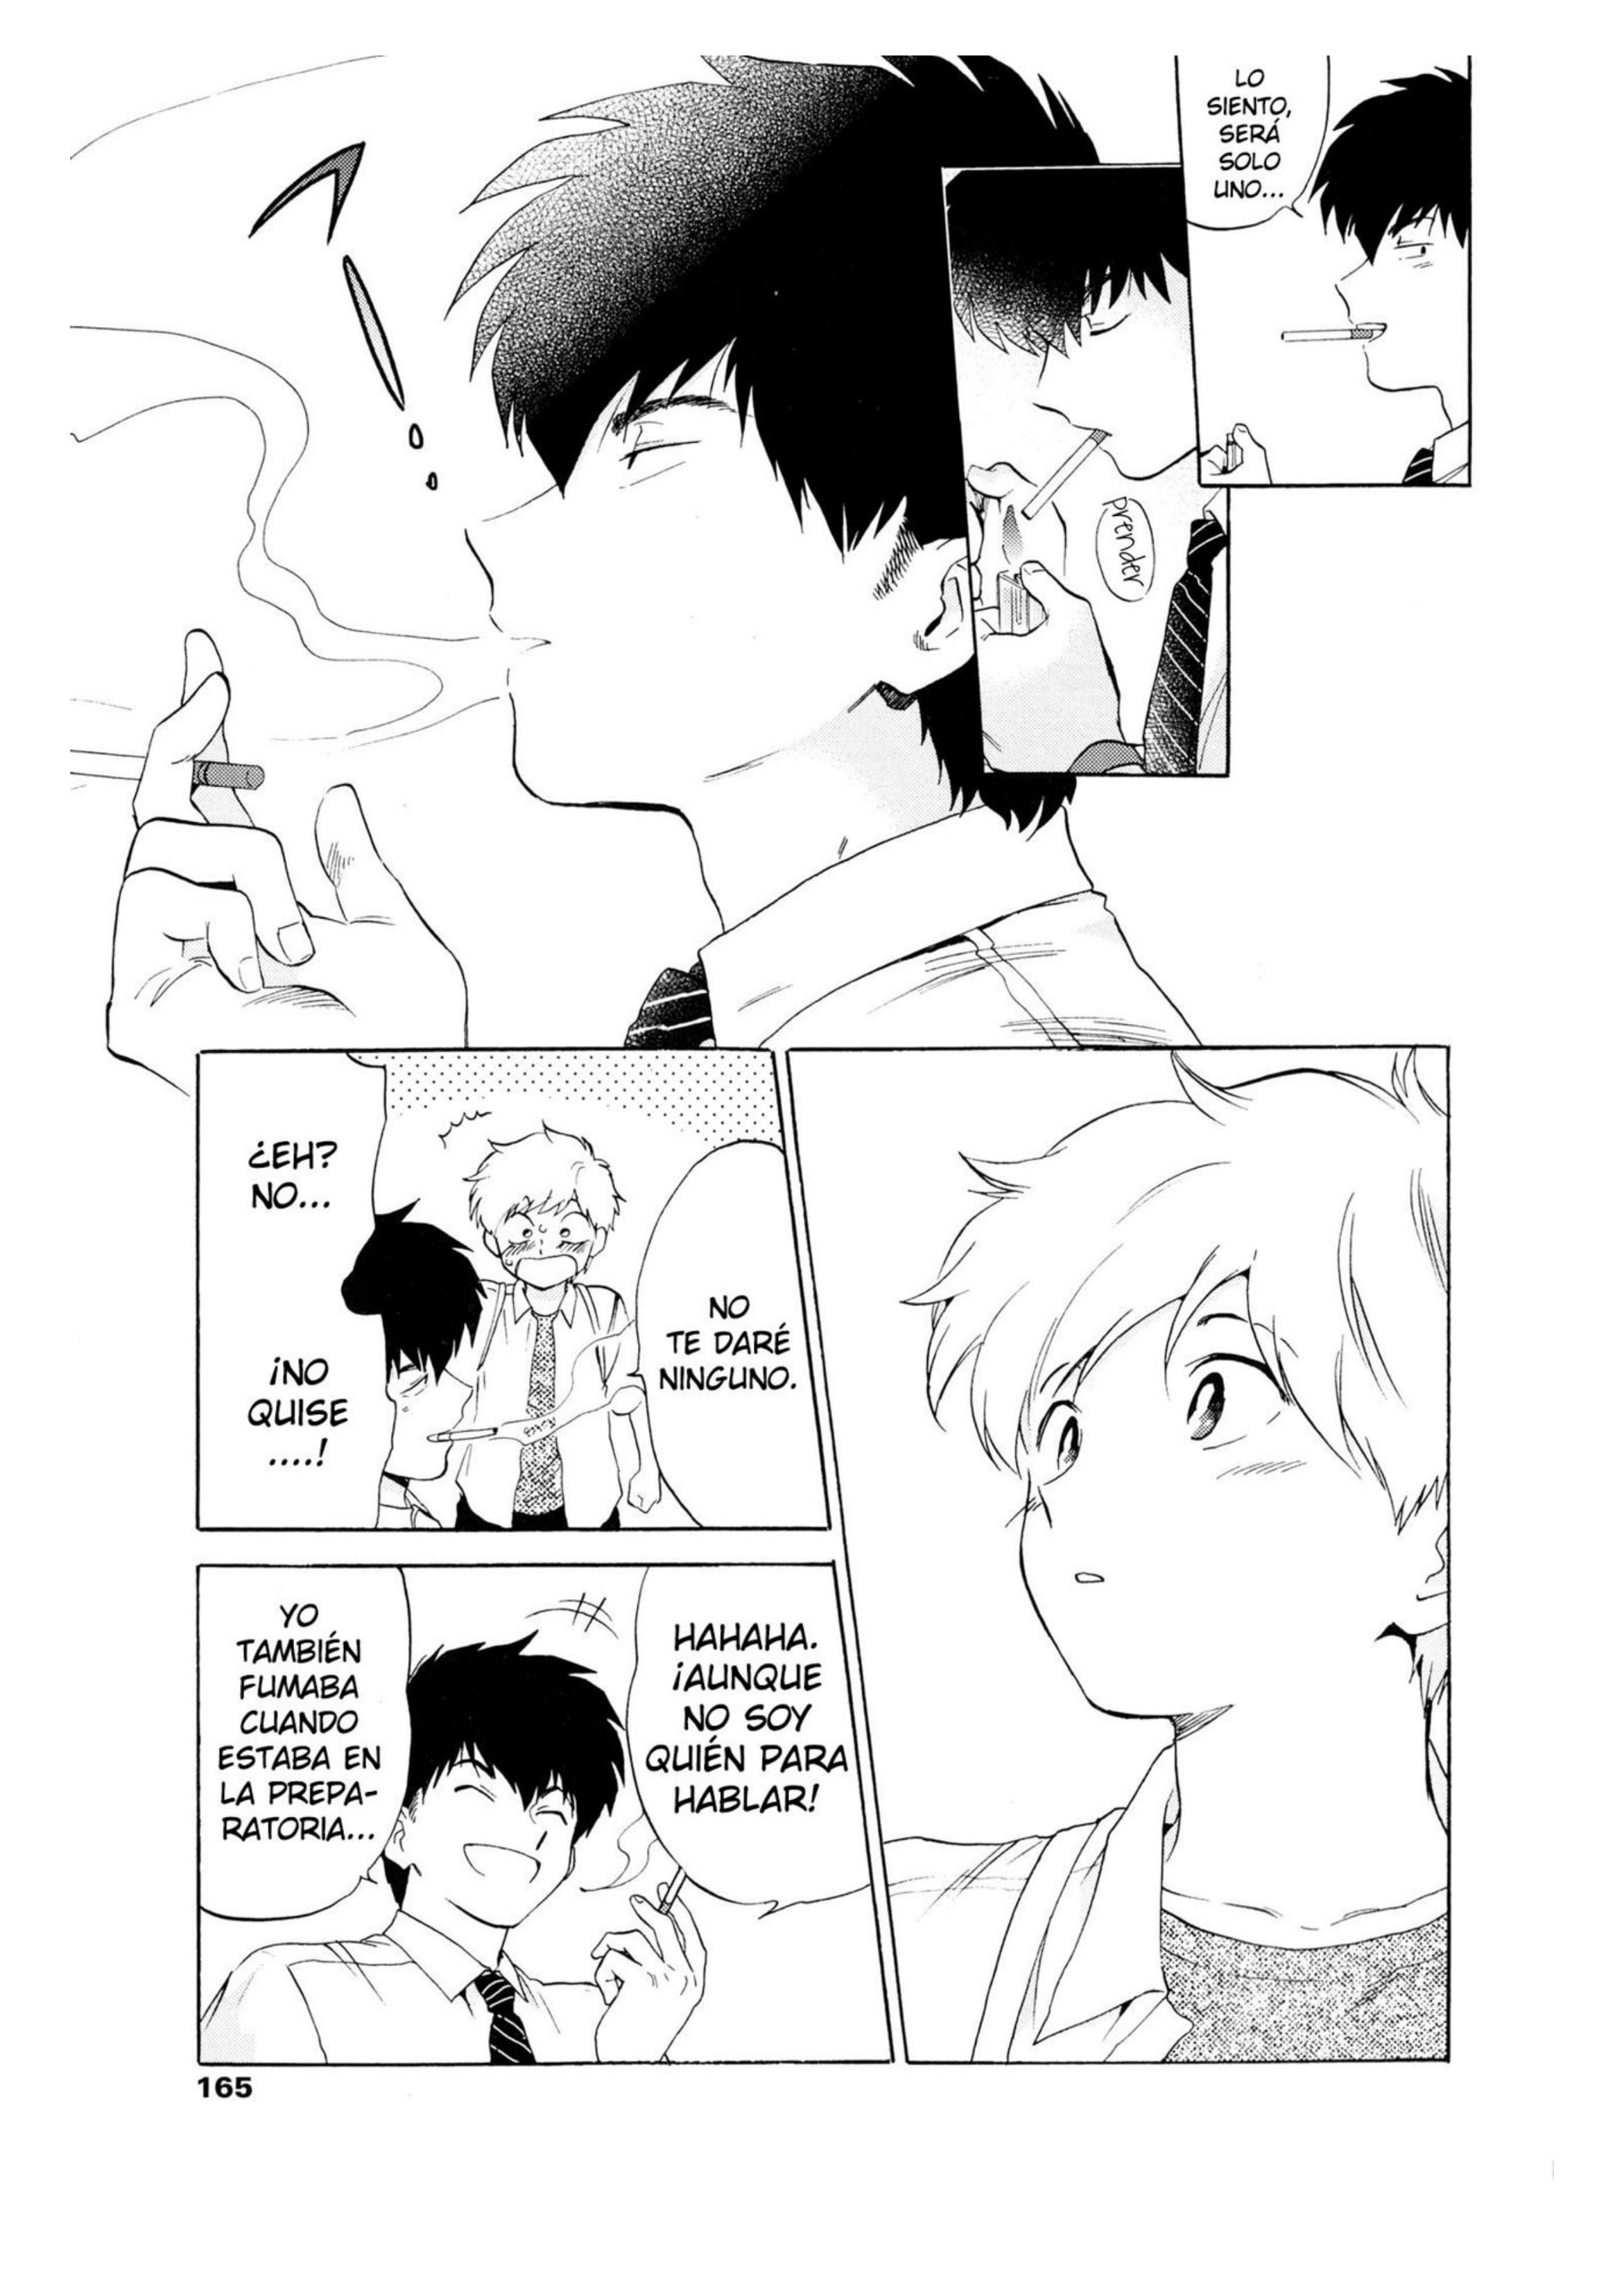 LO
SIENTO,
SERÁ
SOLO
UNO...
prender
NO
TE DARÉ
NINGUNO.
¿EH?
NO...
¡NO
QUISE
....!
HAHAHA.
¡AUNQUE
NO SOY
QUIÉN PARA
HABLAR!
YO
TAMBIÉN
FUMABA
CUANDO
ESTABA EN
LA PREPA-
RATORIA...
165